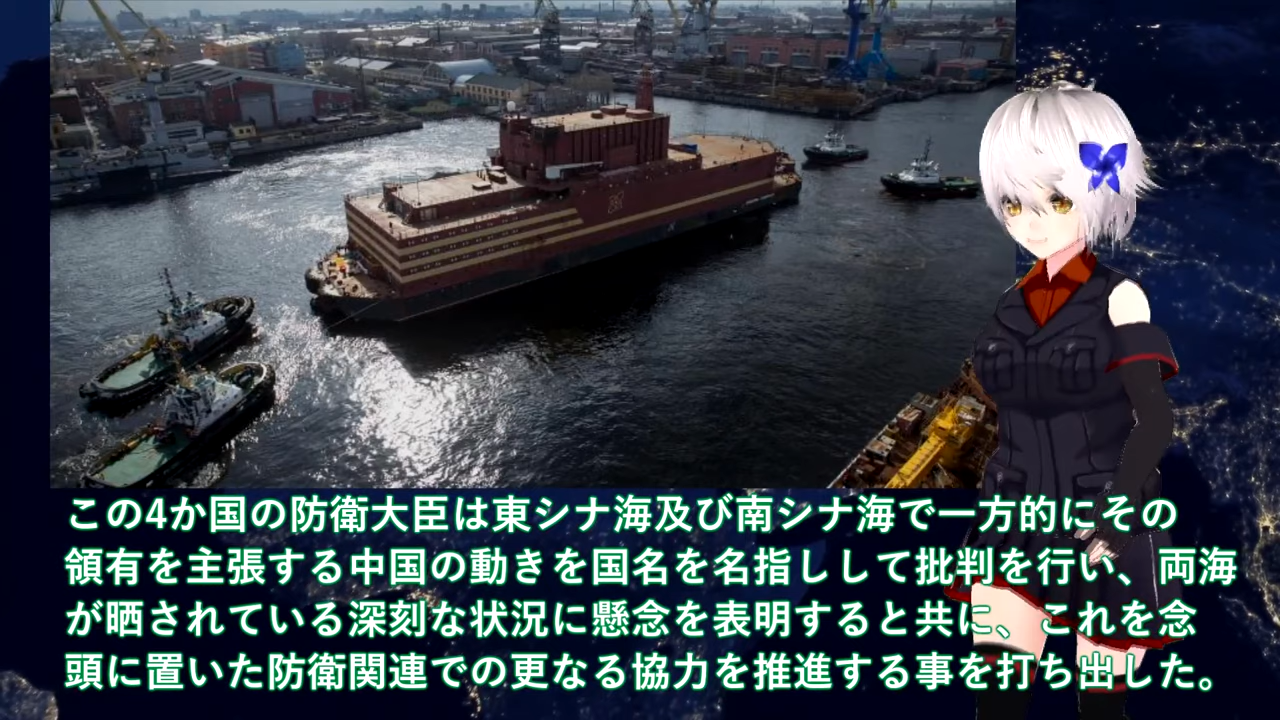 この4か国の防衛大臣は東シナ海及び南シナ海で一方的にその
領有を主張する中国の動きを国名を名指しして批判を行い、両海
が晒されている深刻な状況に懸念を表明すると共に、これを念
頭に置いた防衛関連での更なる協力を推進する事を打ち出した。